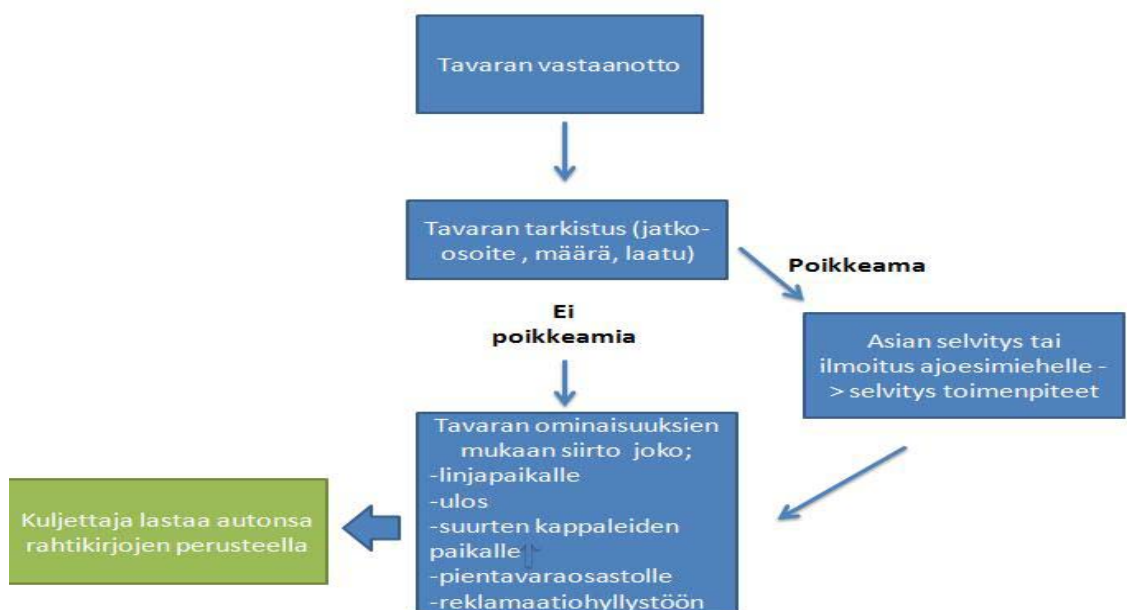 Tavaran vastaanotto
Tavaran tarkistus (jatko-
osoite , määrä, laatu)
Poikkeama
Ei
poikkeamia
Asian selvitys tai
ilmoitus ajoesimiehelle -
> selvitys toimenpiteet
Tavaran ominaisuuksien
mukaan siirto joko;
-linjapaikalle
-ulos
-suurten kappaleiden
paikalle
-pientavaraosastolle
-reklamaatiohyllystöön
Kuljettaja lastaa autonsa
rahtikirjojen perusteella